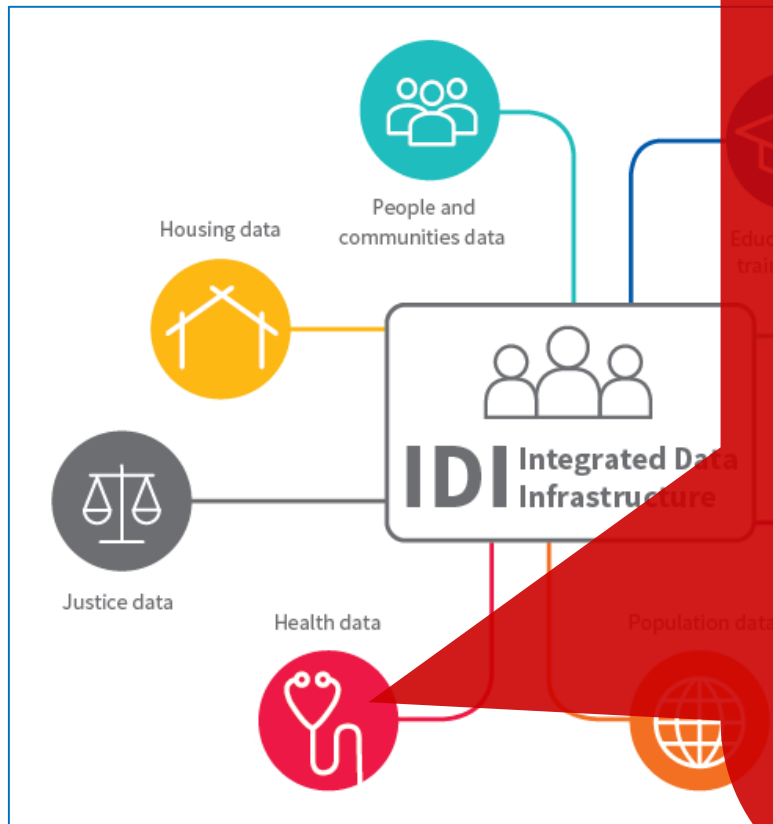 People and
communities data
Housing data
IDI
Integrated Data
Infrastructure
Justice data
Health data
Population data